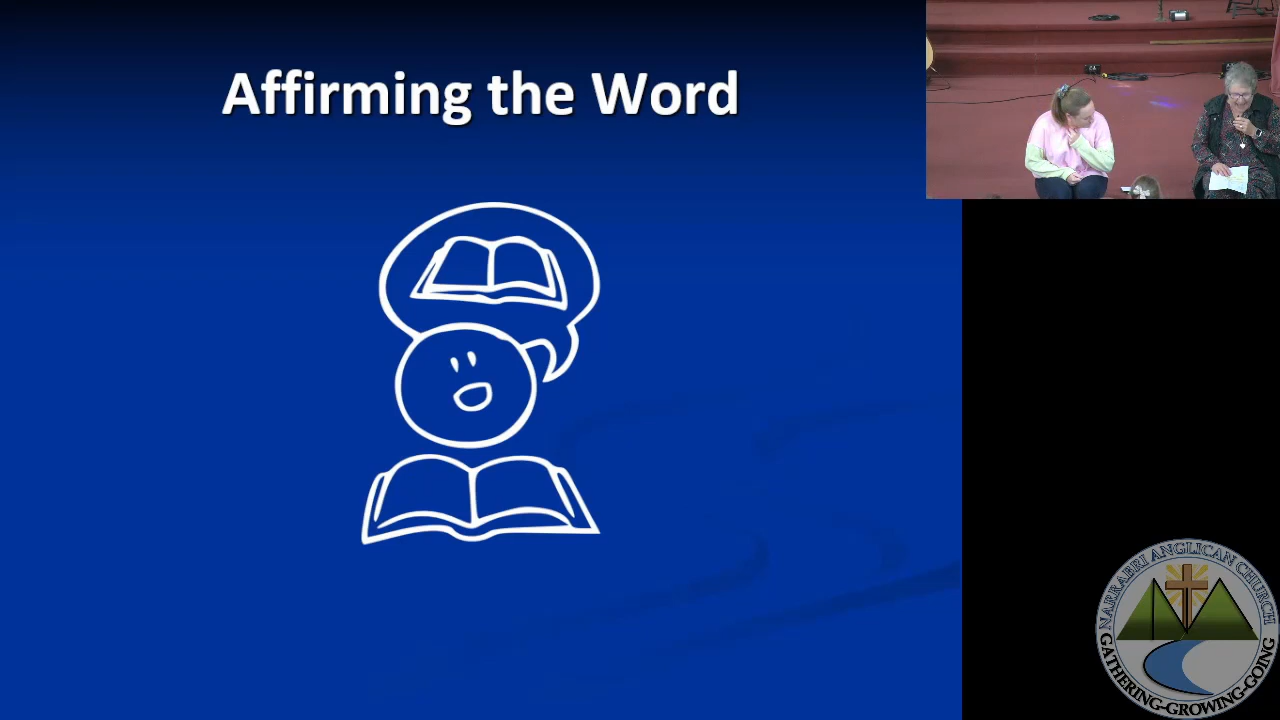 Affirming the Word
NARRABRI ANGLICAN CHURCH
GATHERING-GROWING-GOING